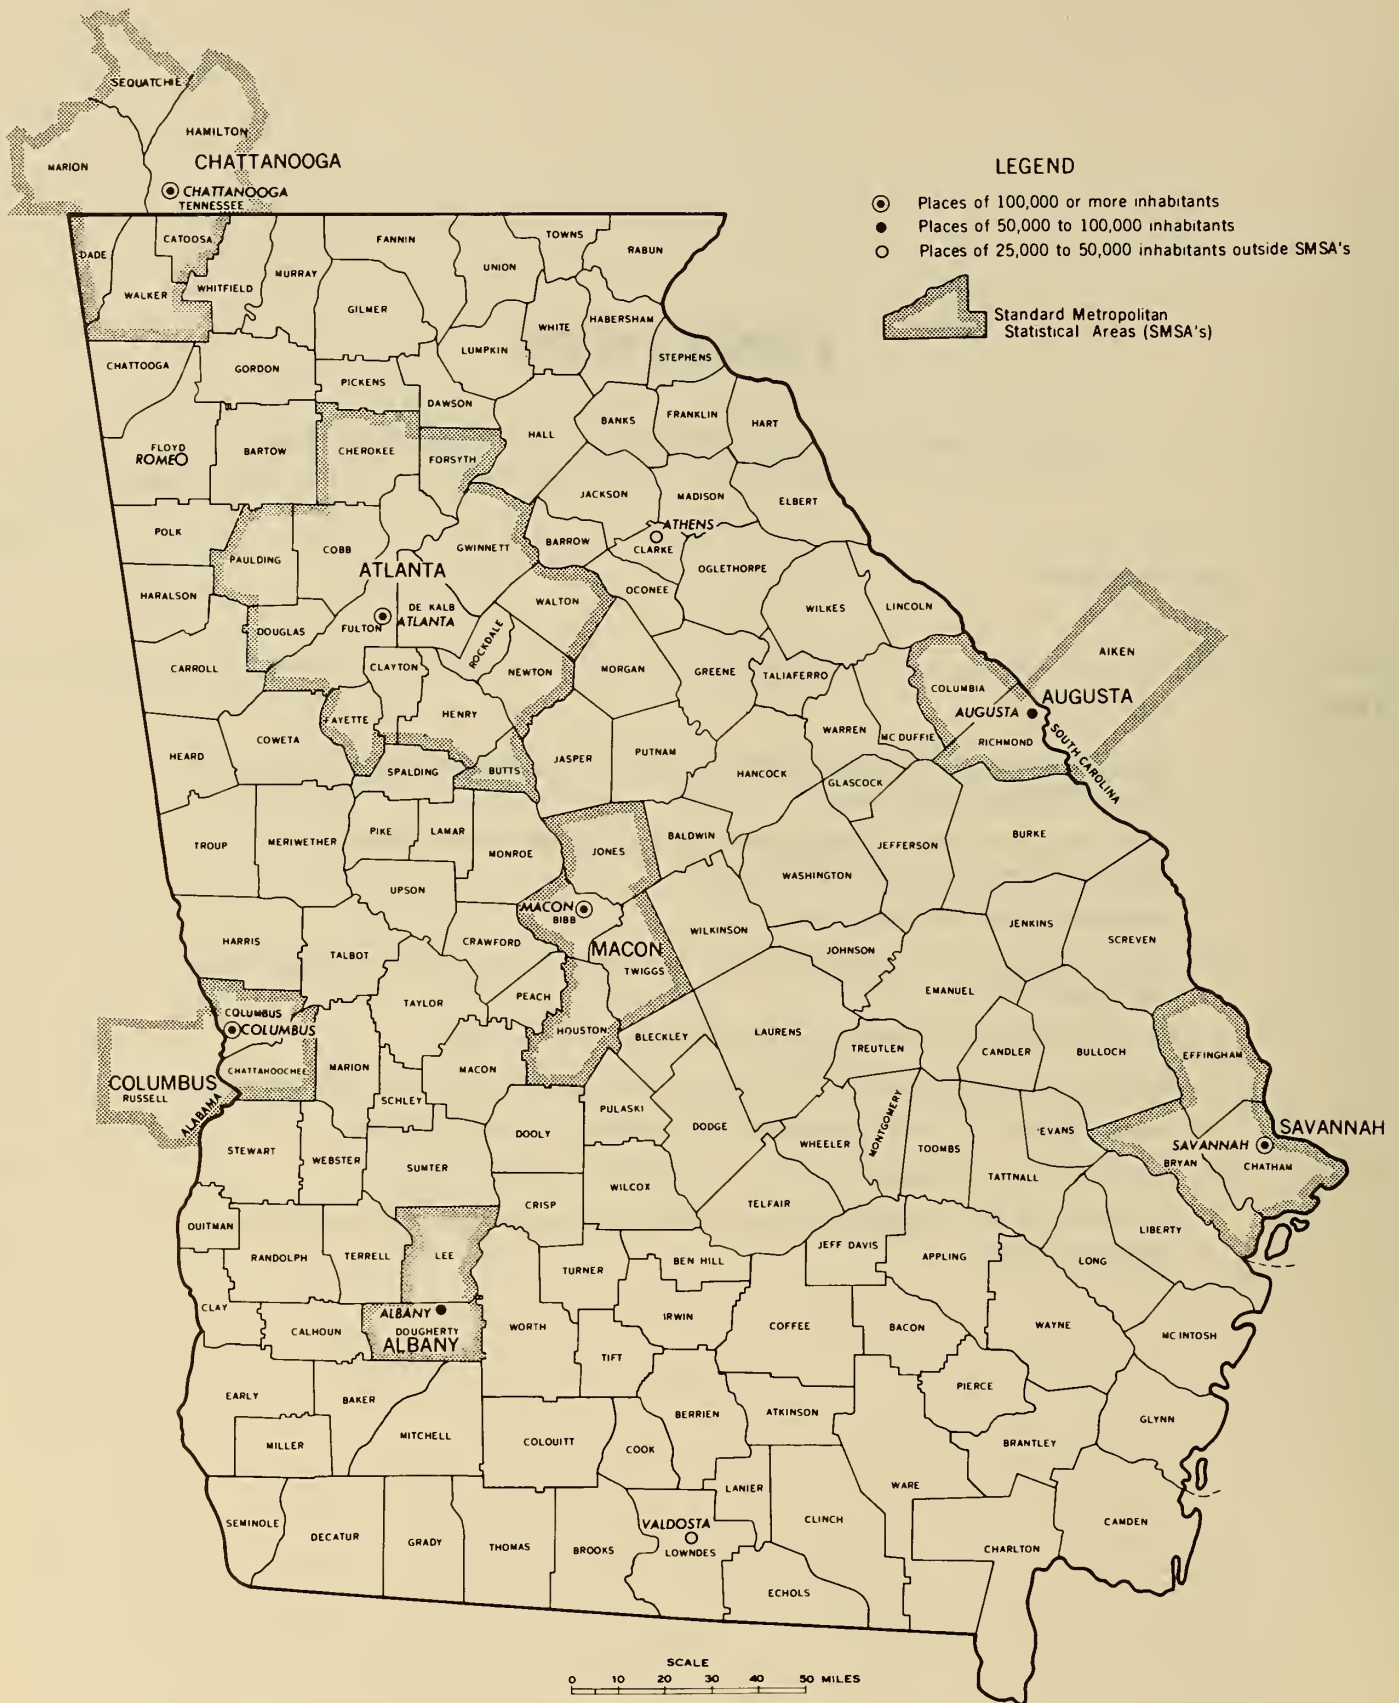 SEQUATCHIE
HAMILTON
MARION
CHATTANOOGA
CHATTANOOGA
TENNESSEE
LEGEND
Places of 100,000 or more inhabitants
Places of 50,000 to 100,000 inhabitants
Places of 25,000 to 50,000 inhabitants outside SMSA's
Standard Metropolitan
Statistical Areas (SMSA's)
DADE
CATOOSA
FANNIN
TOWNS
RABUN
UNION
MURRAY
WHITFIELD
WALKER
GILMER
WHITE
HABERSHAM
LUMPKIN
STEPHENS
CHATTOOGA
GORDON
PICKENS
DAWSON
BANKS
FRANKLIN
HART
HALL
FLOYD
ROME
BARTOW
CHEROKEE
FORSYTH
JACKSON
MADISON
ELBERT
POLK
PAULDING
COBB
GWINNETT
BARROW
ATHENS
CLARKE
ATLANTA
OGLETHORPE
HARALSON
WALTON
OCONEE
WILKES
LINCOLN
DOUGLAS
FULTON
DE KALB
ATLANTA
ROCKDALE
CARROLL
CLAYTON
NEWTON
MORGAN
GREENE
TALIAFERRO
COLUMBIA
AIKEN
AUGUSTA
AUGUSTA
FAYETTE
HENRY
WARREN
MC DUFFIE
RICHMOND
SOUTH CAROLINA
HEARD
COWETA
SPALDING
BUTTS
JASPER
PUTNAM
HANCOCK
GLASCOCK
TROUP
MERIWETHER
PIKE
LAMAR
MONROE
JONES
BALDWIN
JEFFERSON
BURKE
UPSON
WASHINGTON
MACON
BIBB
HARRIS
TALBOT
CRAWFORD
MACON
TWIGGS
WILKINSON
JOHNSON
JENKINS
SCREVEN
COLUMBUS
COLUMBUS
TAYLOR
PEACH
HOUSTON
BLECKLEY
LAURENS
EMANUEL
TREUTLEN
CANDLER
BULLOCH
EFFINGHAM
COLUMBUS
RUSSELL
ALABAMA
CHATTAHOOCHEE
MARION
SCHLEY
MACON
PULASKI
DODGE
WHEELER
MONTGOMERY
TOOMBS
EVANS
SAVANNAH
SAVANNAH
BRYAN
CHATHAM
STEWART
WEBSTER
SUMTER
DOOLY
WILCOX
TELFAIR
TATTNALL
QUITMAN
RANDOLPH
TERRELL
LEE
CRISP
TURNER
BEN HILL
JEFF DAVIS
APPLING
LONG
LIBERTY
CLAY
CALHOUN
ALBANY
DOUGHERTY
ALBANY
WORTH
TIFT
IRWIN
COFFEE
BACON
WAYNE
MC INTOSH
EARLY
BAKER
MILLER
MITCHELL
COLQUITT
COOK
BERRIEN
ATKINSON
PIERCE
BRANTLEY
GLYNN
SEMINOLE
DECATUR
GRADY
THOMAS
BROOKS
VALDOSTA
LOWNDES
LANIER
CLINCH
WARE
CHARLTON
CAMDEN
ECHOLS
SCALE
0 10 20 30 40 50 MILES